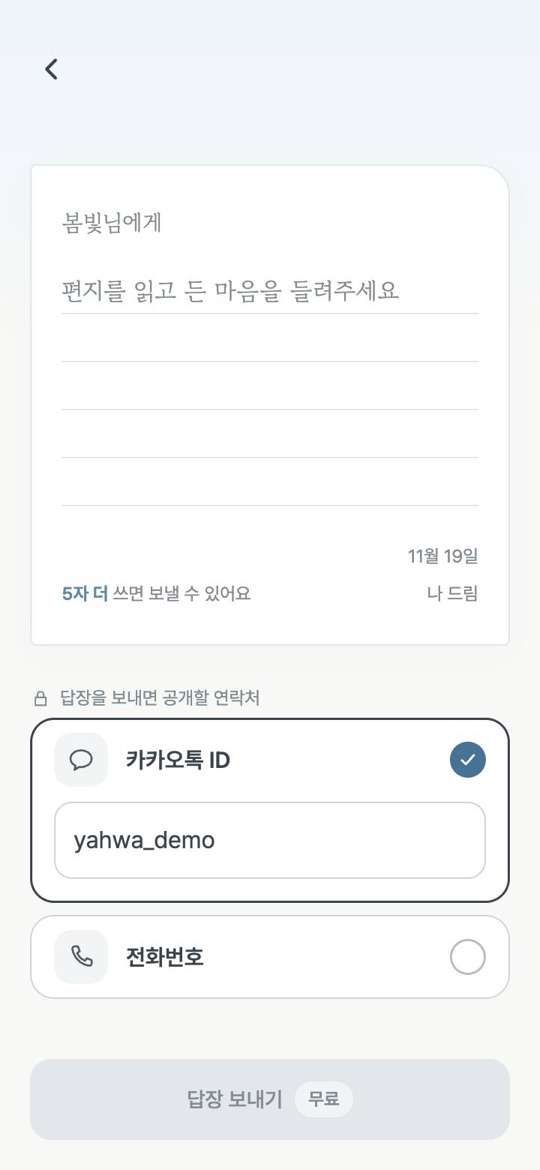 봄빛님에게
편지를 읽고 든 마음을 들려주세요
11월 19일
5자 더 쓰면 보낼 수 있어요
나 드림
답장을 보내면 공개할 연락처
카카오톡 ID
yahwa_demo
전화번호
답장 보내기 무료